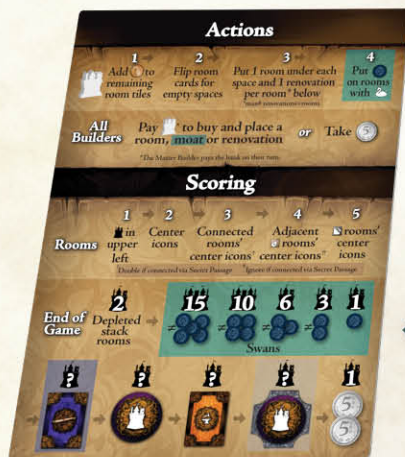 Actions
1 2 3 4
Add to remaining room tiles
Flip room cards for empty spaces
Put 1 room under each space and 1 renovation per room* below
Put on rooms with
All Builders
Pay to buy and place a room, moat or renovation
or
Take 5
*The Master Builder pays the bank on their turn.
Scoring
1 2 3 4 5
Rooms
in upper left
Center icons
Connected rooms' center icons†
Adjacent rooms' center icons°
rooms' center icons
†Double if connected via Secret Passage
°Ignore if connected via Secret Passage
End of Game
2
Depleted stack rooms
15 10 6 3 1
≠ ≠ ≠ ≠
Swans
? ? ? ? 1
4
5
5